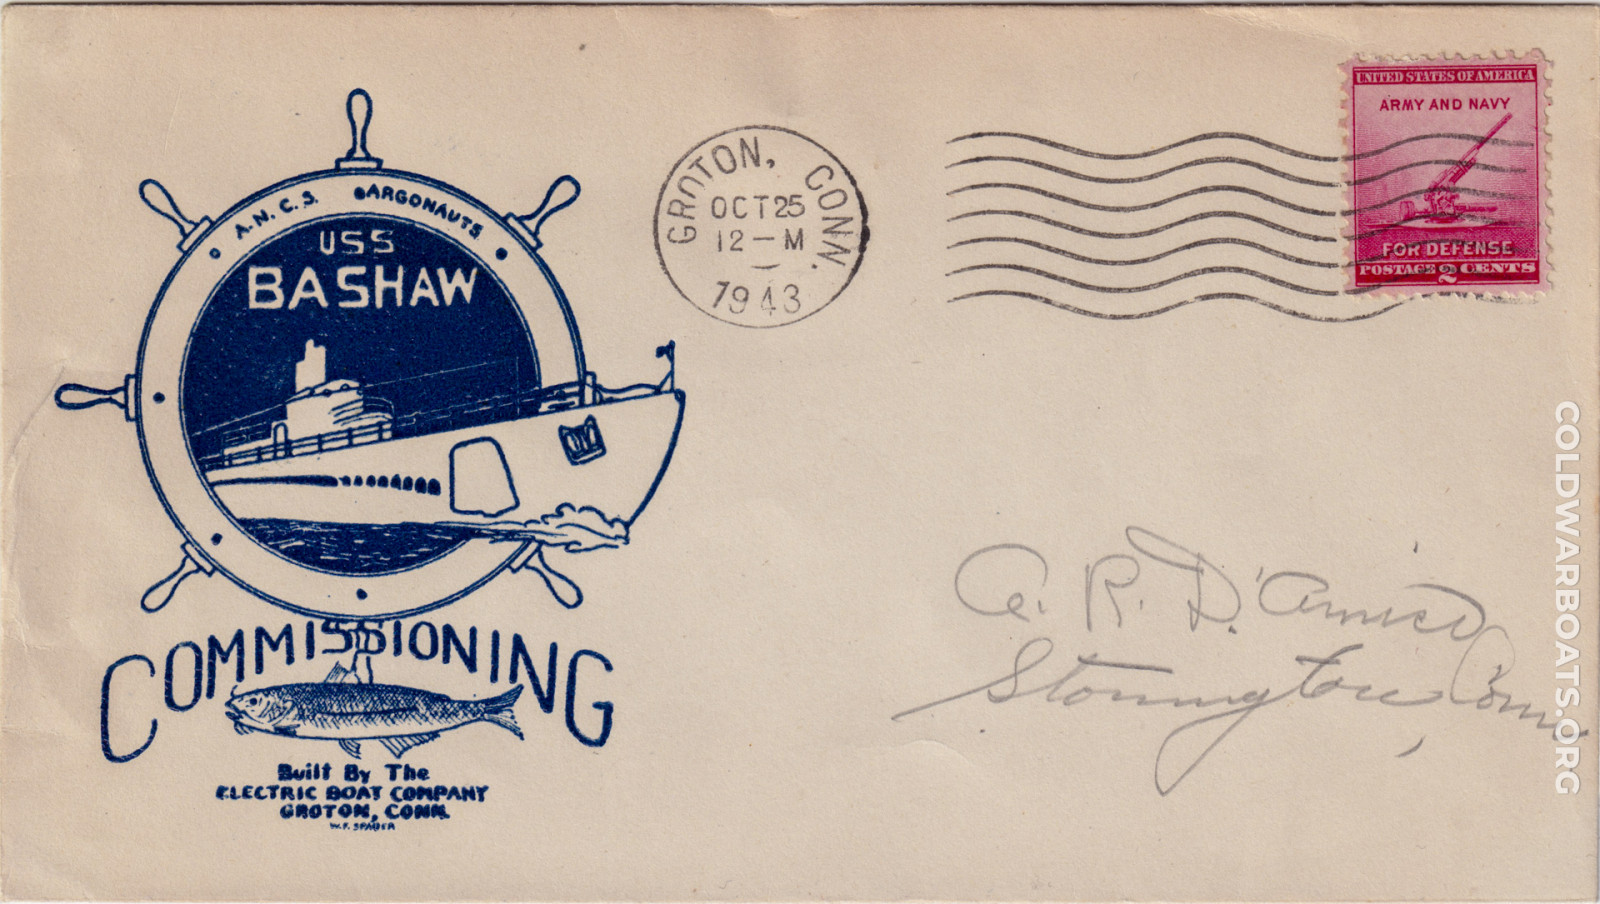 A.N.C.S. ARGONAUTS
USS
BASHAW
COMMISSIONING
Built By The
ELECTRIC BOAT COMPANY
GROTON, CONN.
GROTON, CONN.
OCT 25
12 – M
1943
UNITED STATES OF AMERICA
ARMY AND NAVY
FOR DEFENSE
POSTAGE 2 CENTS
A. R. D'Amico
Stonington, Conn
COLDWARBOATS.ORG